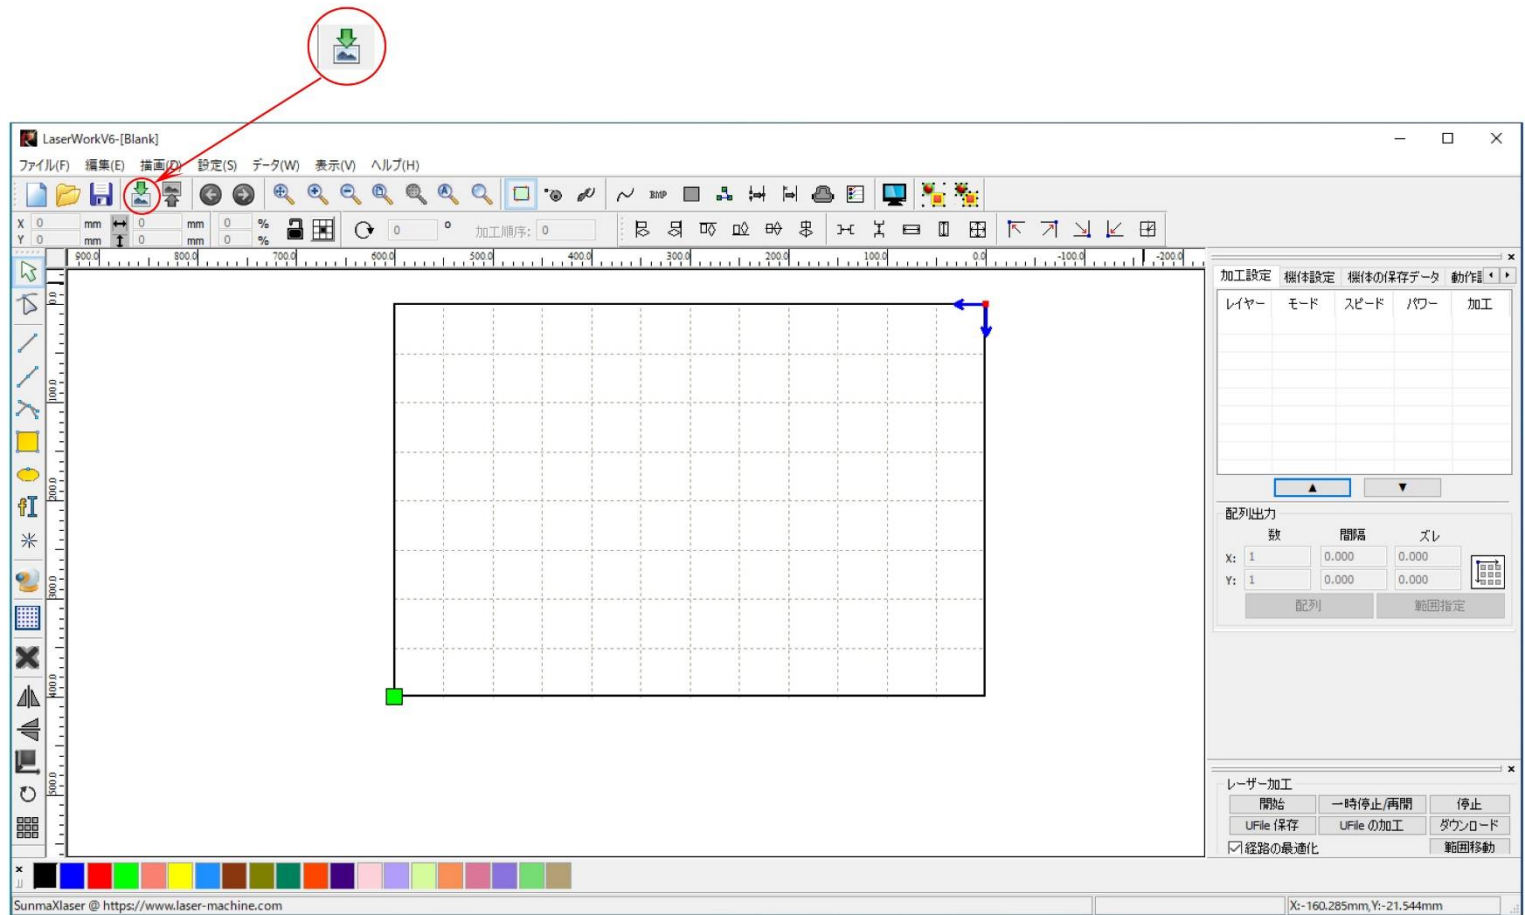 LaserWorkV6-[Blank]
ファイル(F) 編集(E) 描画(D) 設定(S) データ(W) 表示(V) ヘルプ(H)
BMP
X 0 mm 0 mm 0 %
Y 0 mm 0 mm 0 %
0 ° 加工順序: 0
900.0 800.0 700.0 600.0 500.0 400.0 300.0 200.0 100.0 0.0 -100.0 -200.0
0.0
100.0
200.0
300.0
400.0
500.0
加工設定 機体設定 機体の保存データ
レイヤー モード スピード パワー 加工
▲ ▼
配列出力
数 間隔 ズレ
X: 1 0.000 0.000
Y: 1 0.000 0.000
配列 範囲指定
レーザー加工
開始 一時停止/再開 停止
UFile 保存 UFile の加工 ダウンロード
経路の最適化 範囲移動
SunmaXlaser @ https://www.laser-machine.com
X:-160.285mm,Y:-21.544mm